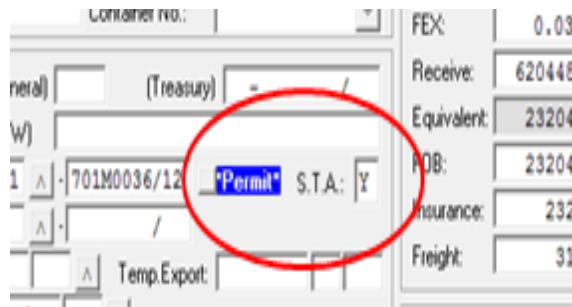 Container No.:
FEX: 0.03
neral) (Treasury) - /
Receive: 620448
W)
Equivalent: 23204
1 ^ - 701M0036/12 *Permit* S.T.A.: Y
FOB: 23204
^ - /
Insurance: 232
^ Temp.Export:
Freight: 31